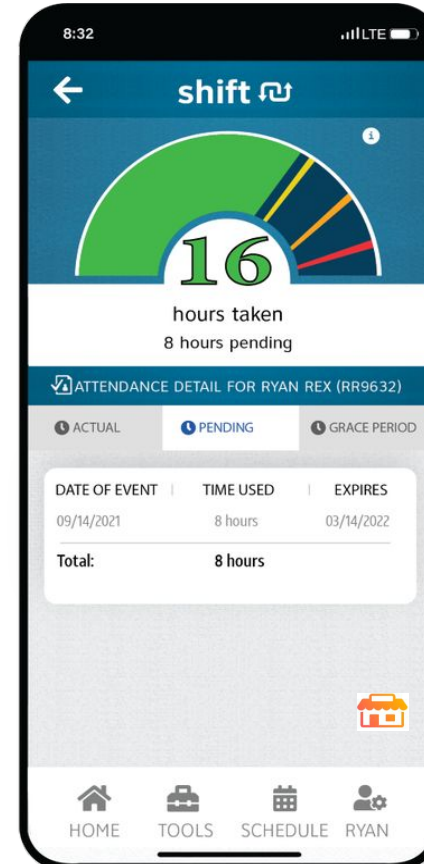 8:32 LTE
shift
i
16
hours taken
8 hours pending
ATTENDANCE DETAIL FOR RYAN REX (RR9632)
ACTUAL PENDING GRACE PERIOD
DATE OF EVENT TIME USED EXPIRES
09/14/2021 8 hours 03/14/2022
Total: 8 hours
HOME TOOLS SCHEDULE RYAN